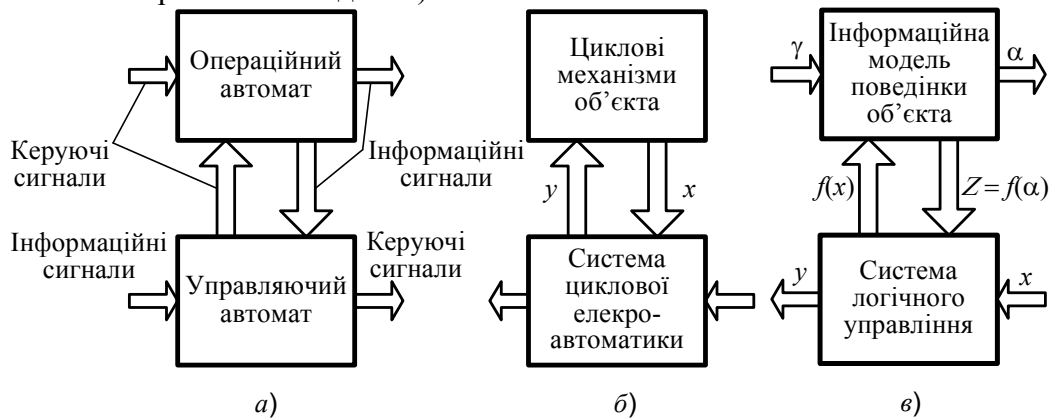 Операційний
автомат
Керуючі
сигнали
Інформаційні
сигнали
Інформаційні
сигнали
Керуючі
сигнали
Управляючий
автомат
а)
Циклові
механізми
об’єкта
y
x
Система
циклової
елекро-
автоматики
б)
γ
Інформаційна
модель
поведінки
об’єкта
α
f(x)
Z = f(α)
y
Система
логічного
управління
x
в)